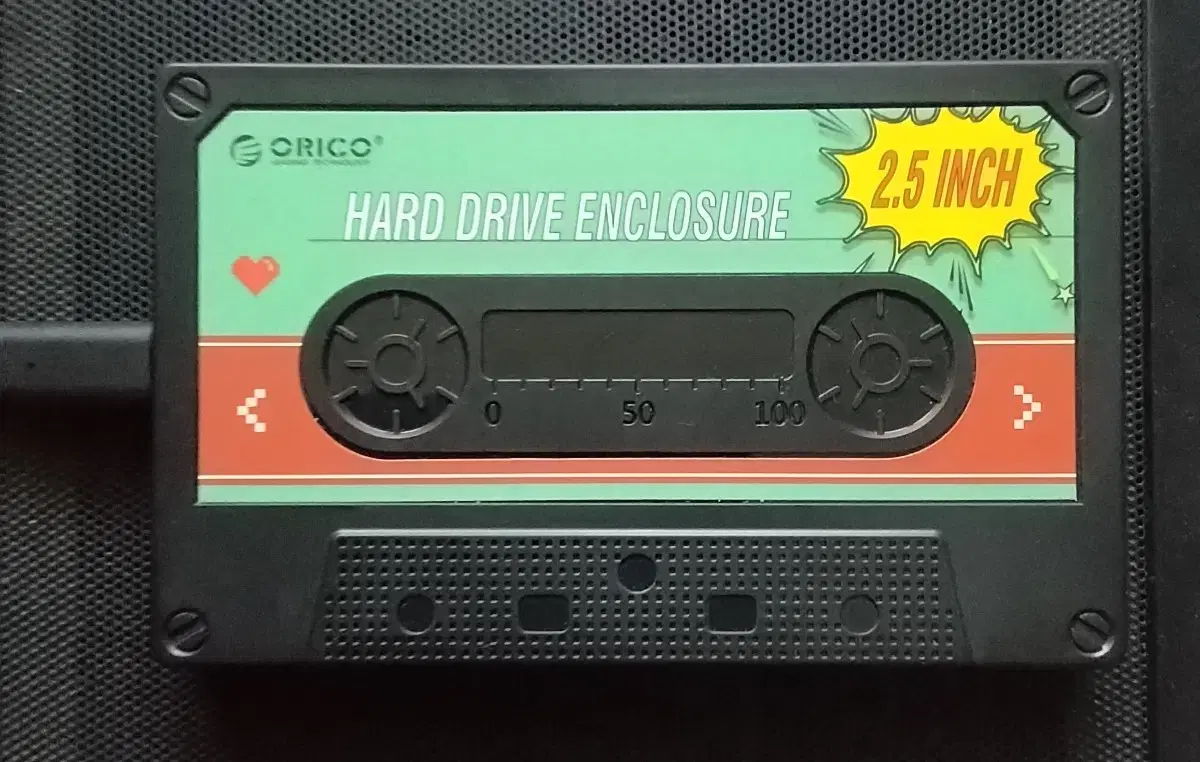 ORICO®
HARD DRIVE ENCLOSURE
2.5 INCH
0 50 100